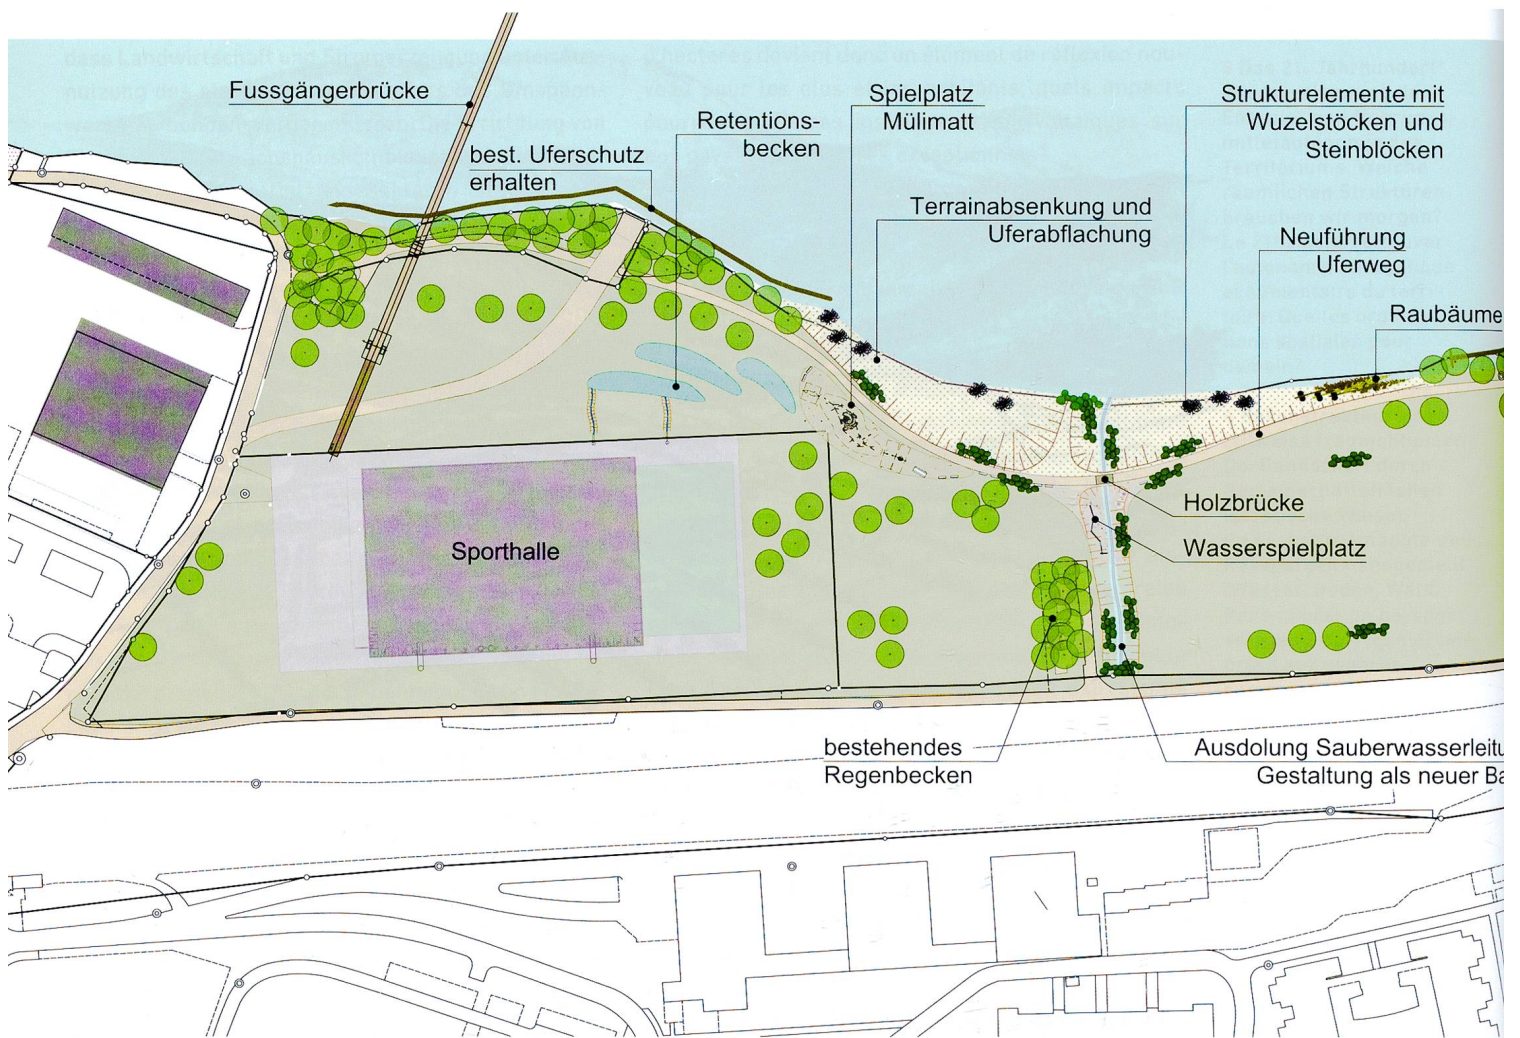 Fussgängerbrücke
best. Uferschutz
erhalten
Retentions-
becken
Spielplatz
Mülimatt
Terrainabsenkung und
Uferabflachung
Strukturelemente mit
Wuzelstöcken und
Steinblöcken
Neuführung
Uferweg
Raubäume
Sporthalle
Holzbrücke
Wasserspielplatz
bestehendes
Regenbecken
Ausdolung Sauberwasserleitu
Gestaltung als neuer Ba